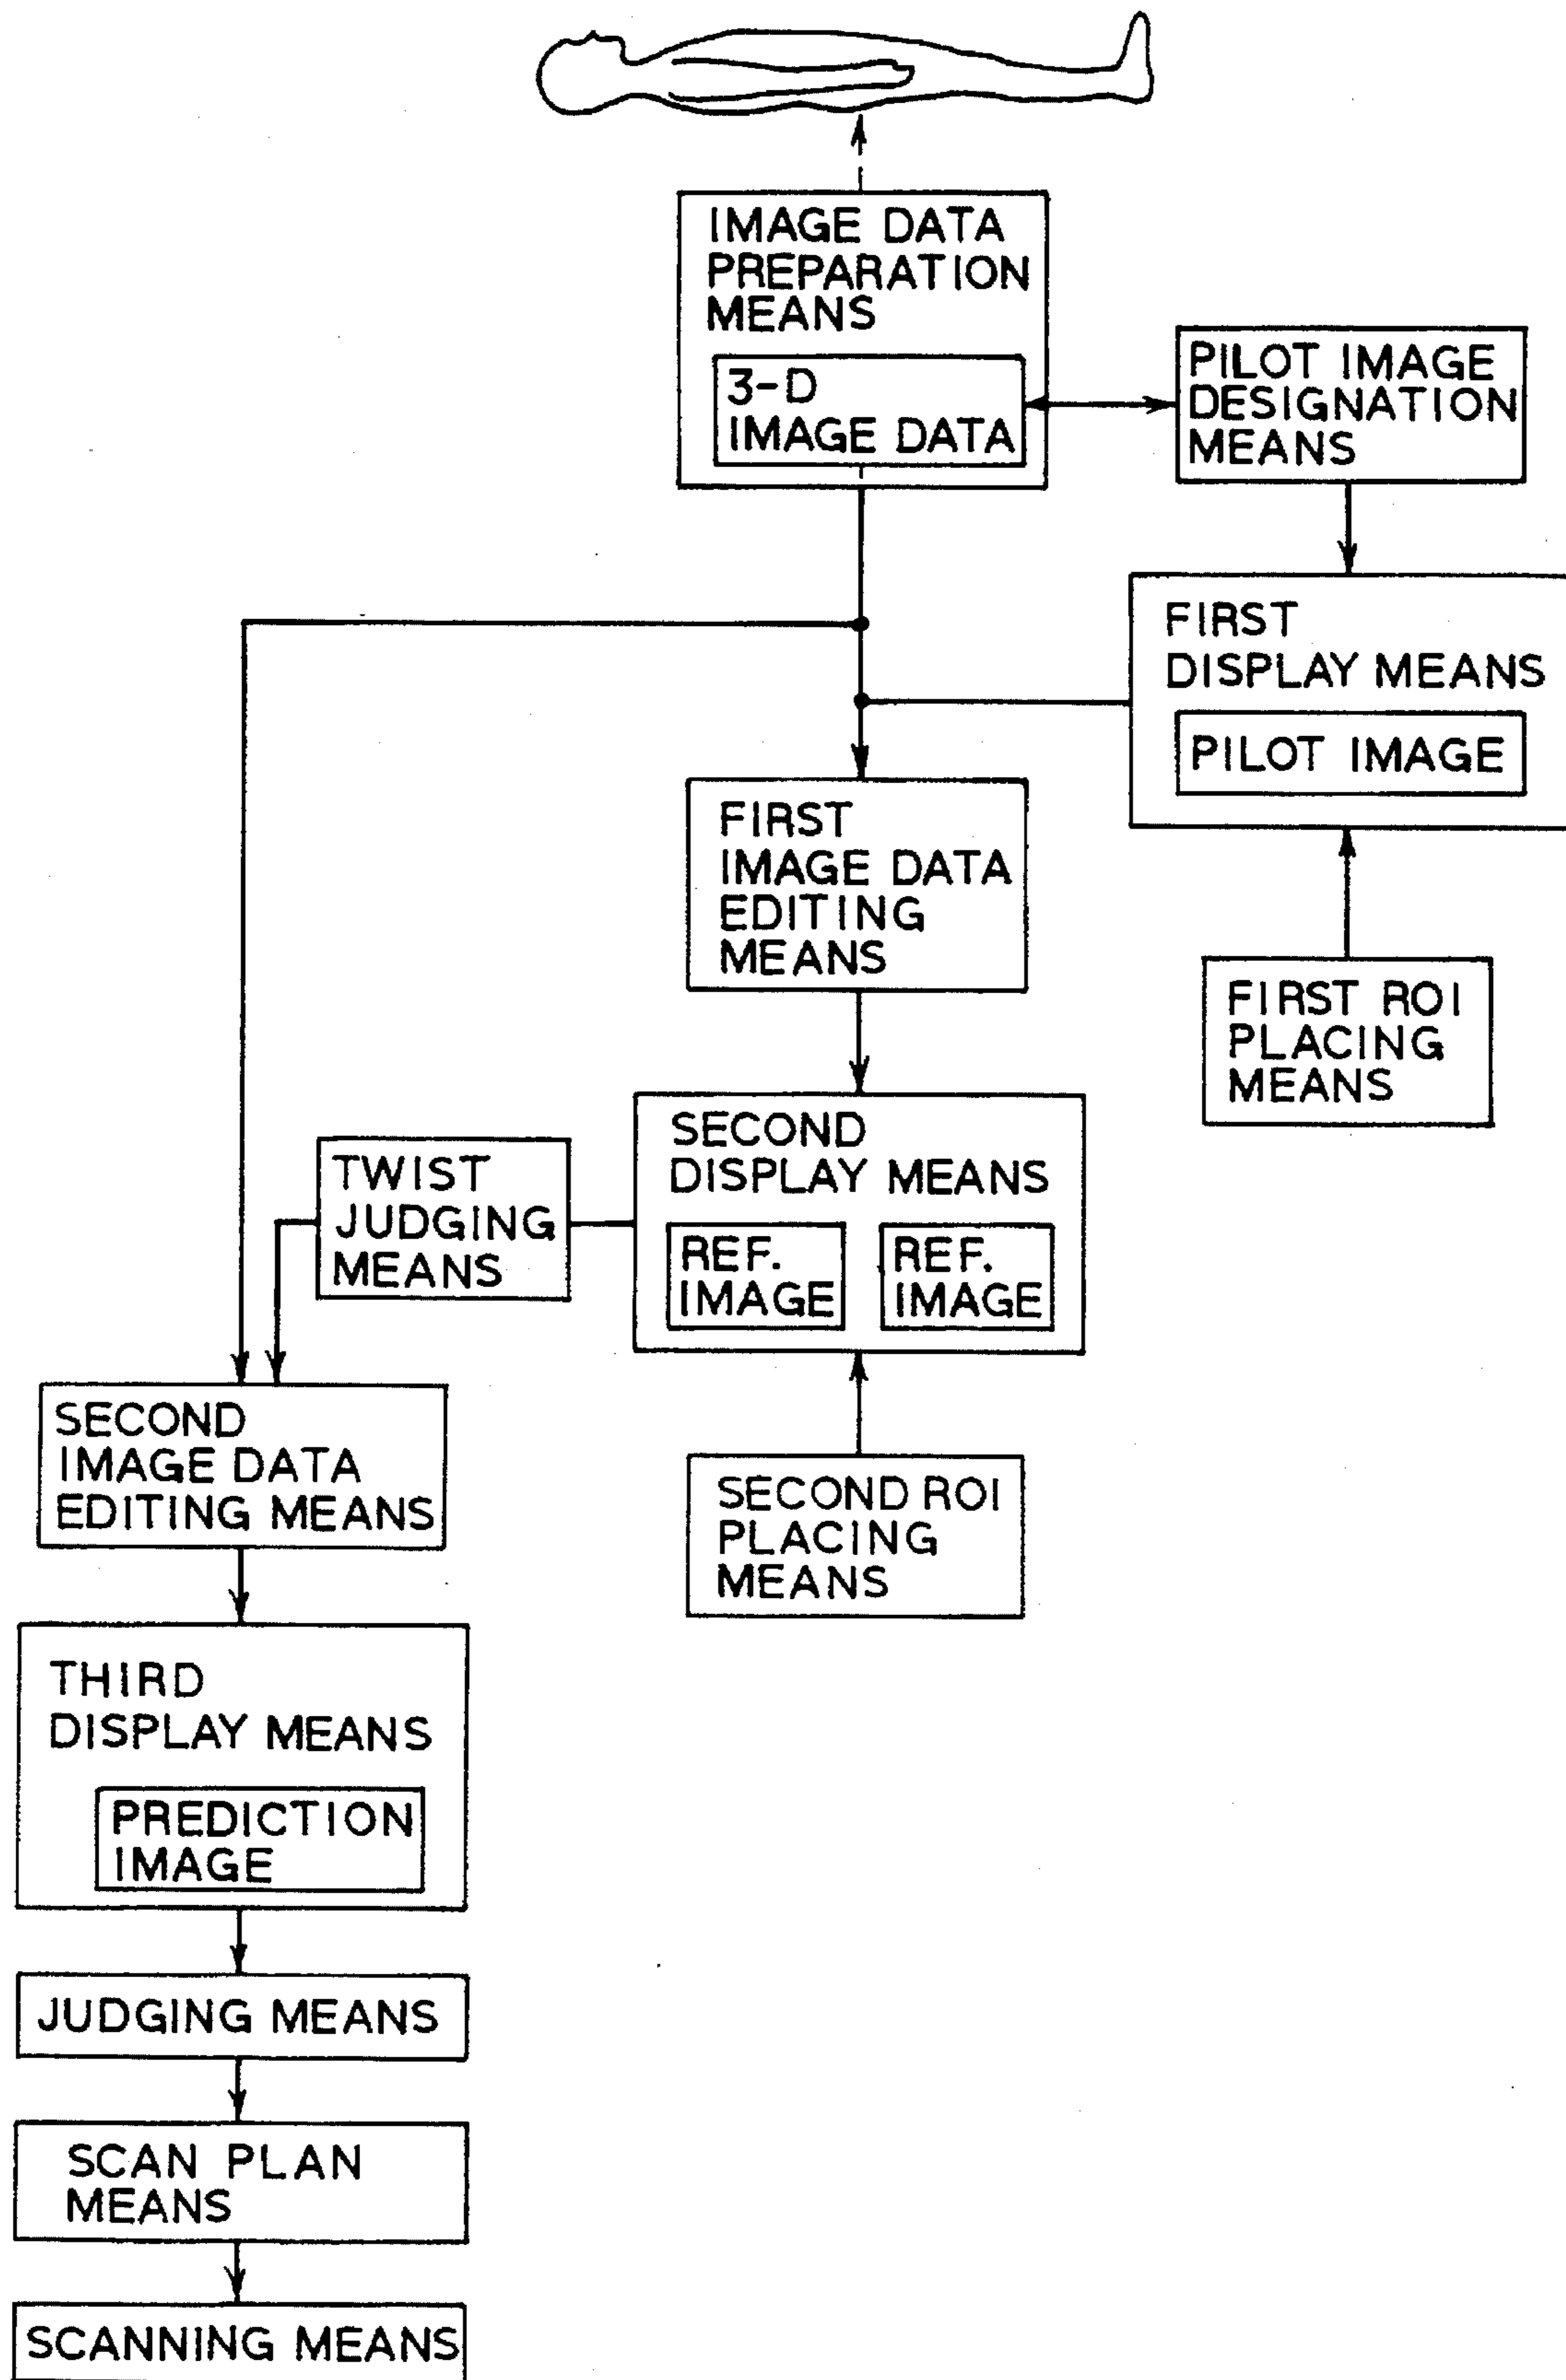 IMAGE DATA
PREPARATION
MEANS
3-D
IMAGE DATA
PILOT IMAGE
DESIGNATION
MEANS
FIRST
DISPLAY MEANS
PILOT IMAGE
FIRST
IMAGE DATA
EDITING
MEANS
FIRST ROI
PLACING
MEANS
SECOND
DISPLAY MEANS
REF.
IMAGE
REF.
IMAGE
TWIST
JUDGING
MEANS
SECOND
IMAGE DATA
EDITING MEANS
SECOND ROI
PLACING
MEANS
THIRD
DISPLAY MEANS
PREDICTION
IMAGE
JUDGING MEANS
SCAN PLAN
MEANS
SCANNING MEANS